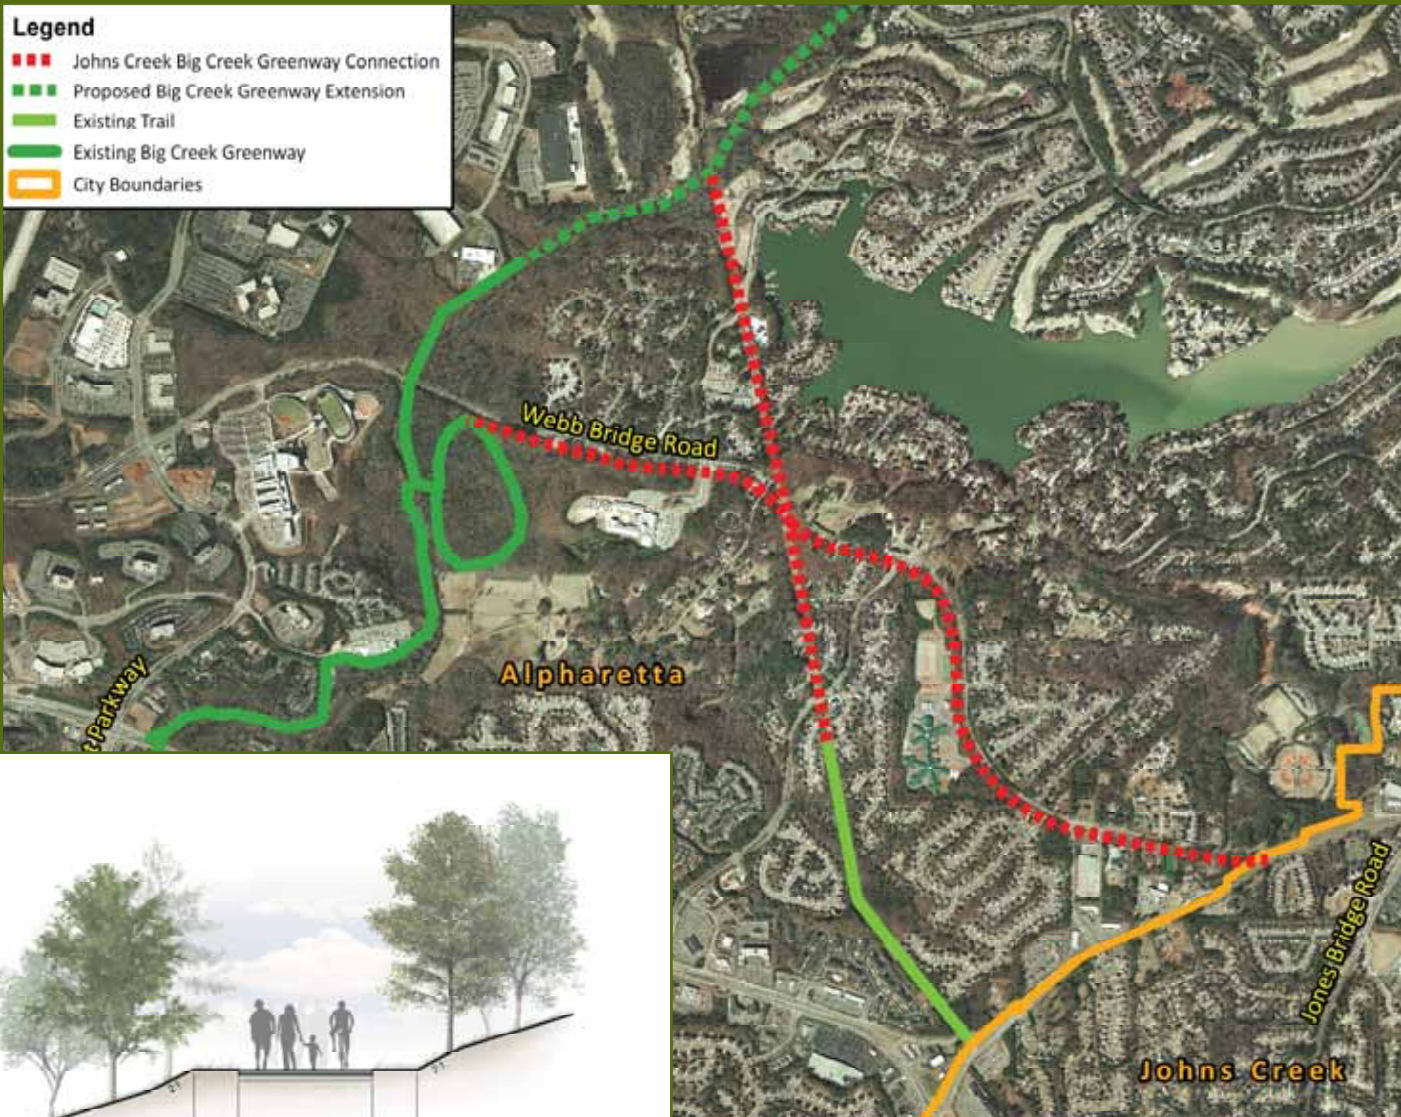 Legend
Johns Creek Big Creek Greenway Connection
Proposed Big Creek Greenway Extension
Existing Trail
Existing Big Creek Greenway
City Boundaries
Webb Bridge Road
Alpharetta
t Parkway
Jones Bridge Road
Johns Creek